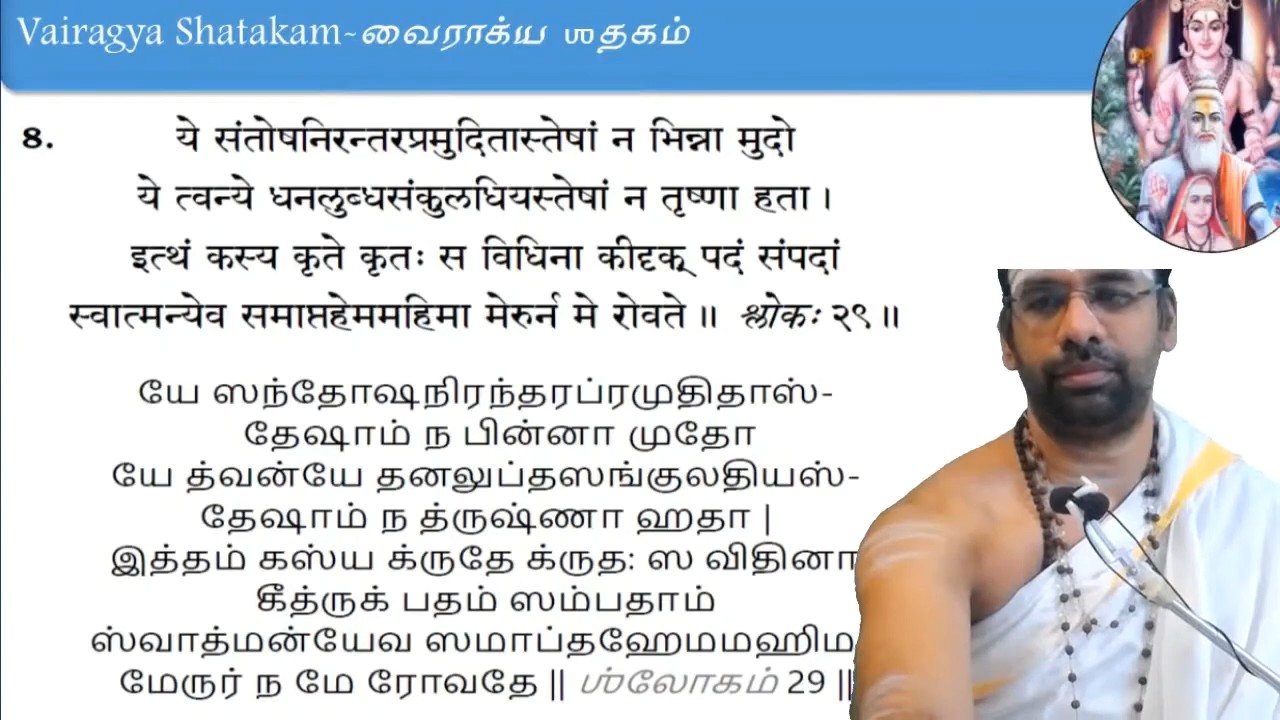 Vairagya Shatakam-வைராக்ய ஶதகம்
8. ये संतोषनिरन्तरप्रमुदितास्तेषां न भिन्ना मुदो
ये त्वन्ये धनलुब्धसंकुलधियस्तेषां न तृष्णा हता ।
इत्थं कस्य कृते कृतः स विधिना कीदृक् पदं संपदां
स्वात्मन्येव समाप्तहेममहिमा मेरुर्न मे रोवते ॥ श्लोकः २९ ॥
யே ஸந்தோஷநிரந்தரப்ரமுதிதாஸ்-
தேஷாம் ந பின்னா முதோ
யே த்வன்யே தனலுப்தஸங்குலதியஸ்-
தேஷாம் ந த்ருஷ்ணா ஹதா |
இத்தம் கஸ்ய க்ருதே க்ருத: ஸ விதினா
கீத்ருக் பதம் ஸம்பதாம்
ஸ்வாத்மன்யேவ ஸமாப்தஹேமமஹிம
மேருர் ந மே ரோவதே || ஶ்லோகம் 29 ||